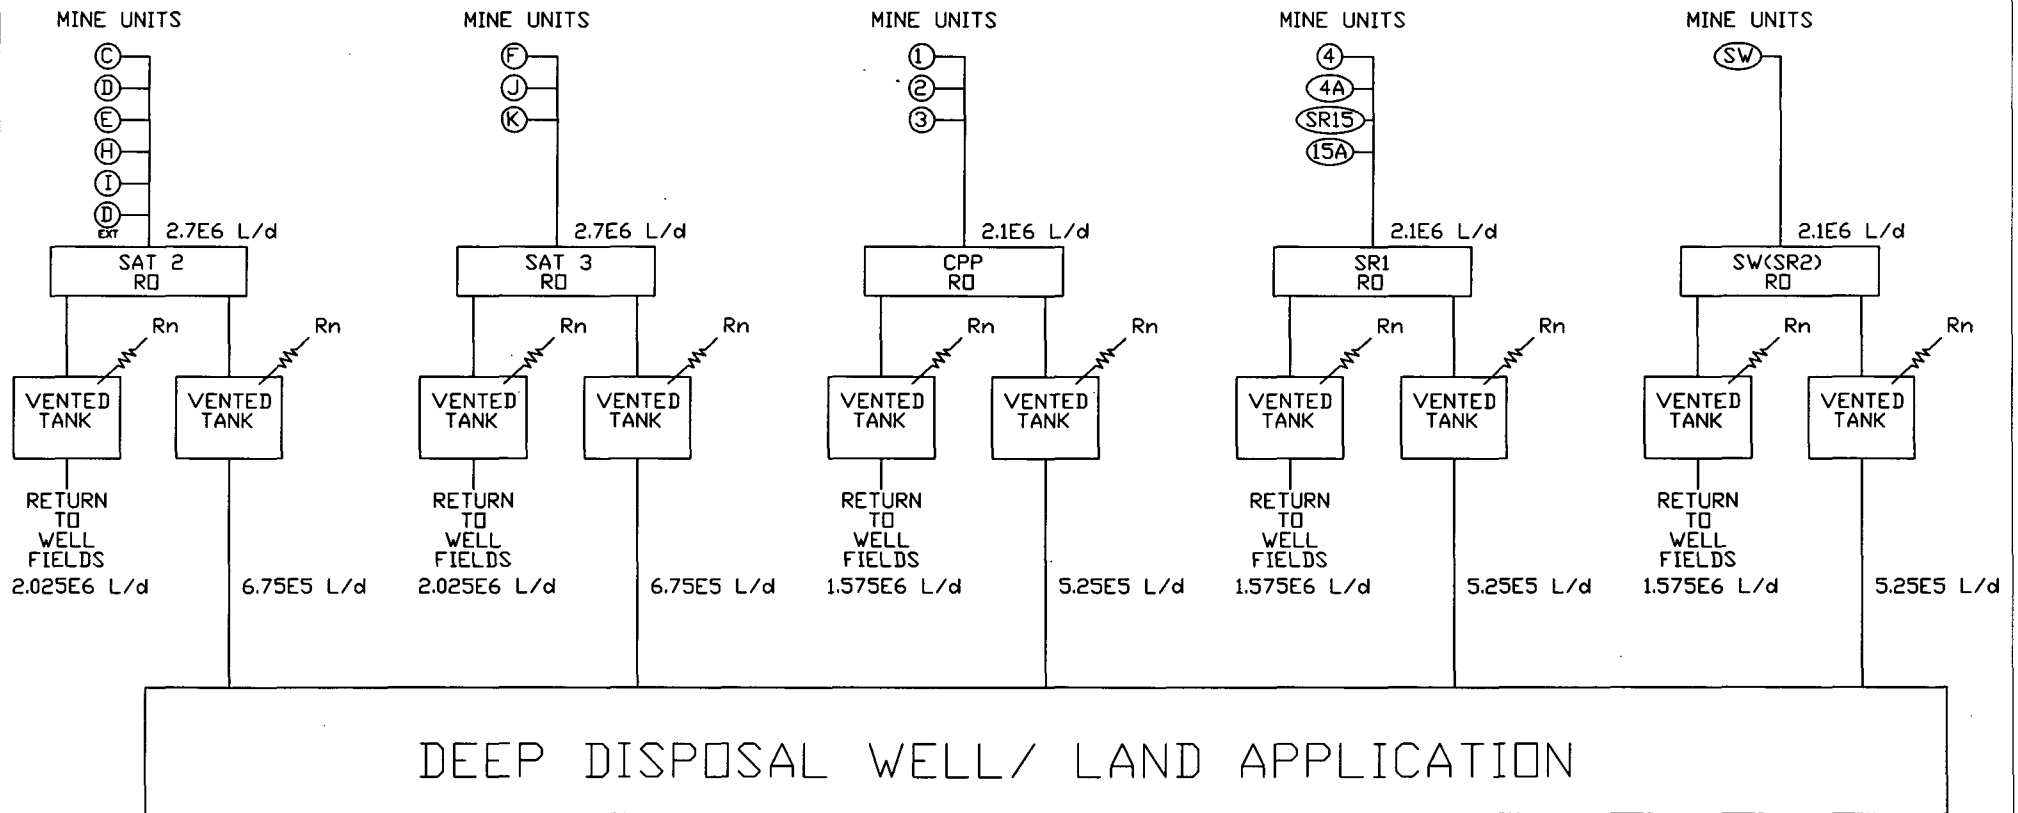 MINE UNITS
C
D
E
H
I
D
EXT
2.7E6 L/d
SAT 2
RO
Rn
Rn
VENTED
TANK
VENTED
TANK
RETURN
TO
WELL
FIELDS
2.025E6 L/d
6.75E5 L/d
MINE UNITS
F
J
K
2.7E6 L/d
SAT 3
RO
Rn
Rn
VENTED
TANK
VENTED
TANK
RETURN
TO
WELL
FIELDS
2.025E6 L/d
6.75E5 L/d
MINE UNITS
1
2
3
2.1E6 L/d
CPP
RO
Rn
Rn
VENTED
TANK
VENTED
TANK
RETURN
TO
WELL
FIELDS
1.575E6 L/d
5.25E5 L/d
MINE UNITS
4
4A
SR15
15A
2.1E6 L/d
SR1
RO
Rn
Rn
VENTED
TANK
VENTED
TANK
RETURN
TO
WELL
FIELDS
1.575E6 L/d
5.25E5 L/d
MINE UNITS
SW
2.1E6 L/d
SW(SR2)
RO
Rn
Rn
VENTED
TANK
VENTED
TANK
RETURN
TO
WELL
FIELDS
1.575E6 L/d
5.25E5 L/d
DEEP DISPOSAL WELL/ LAND APPLICATION